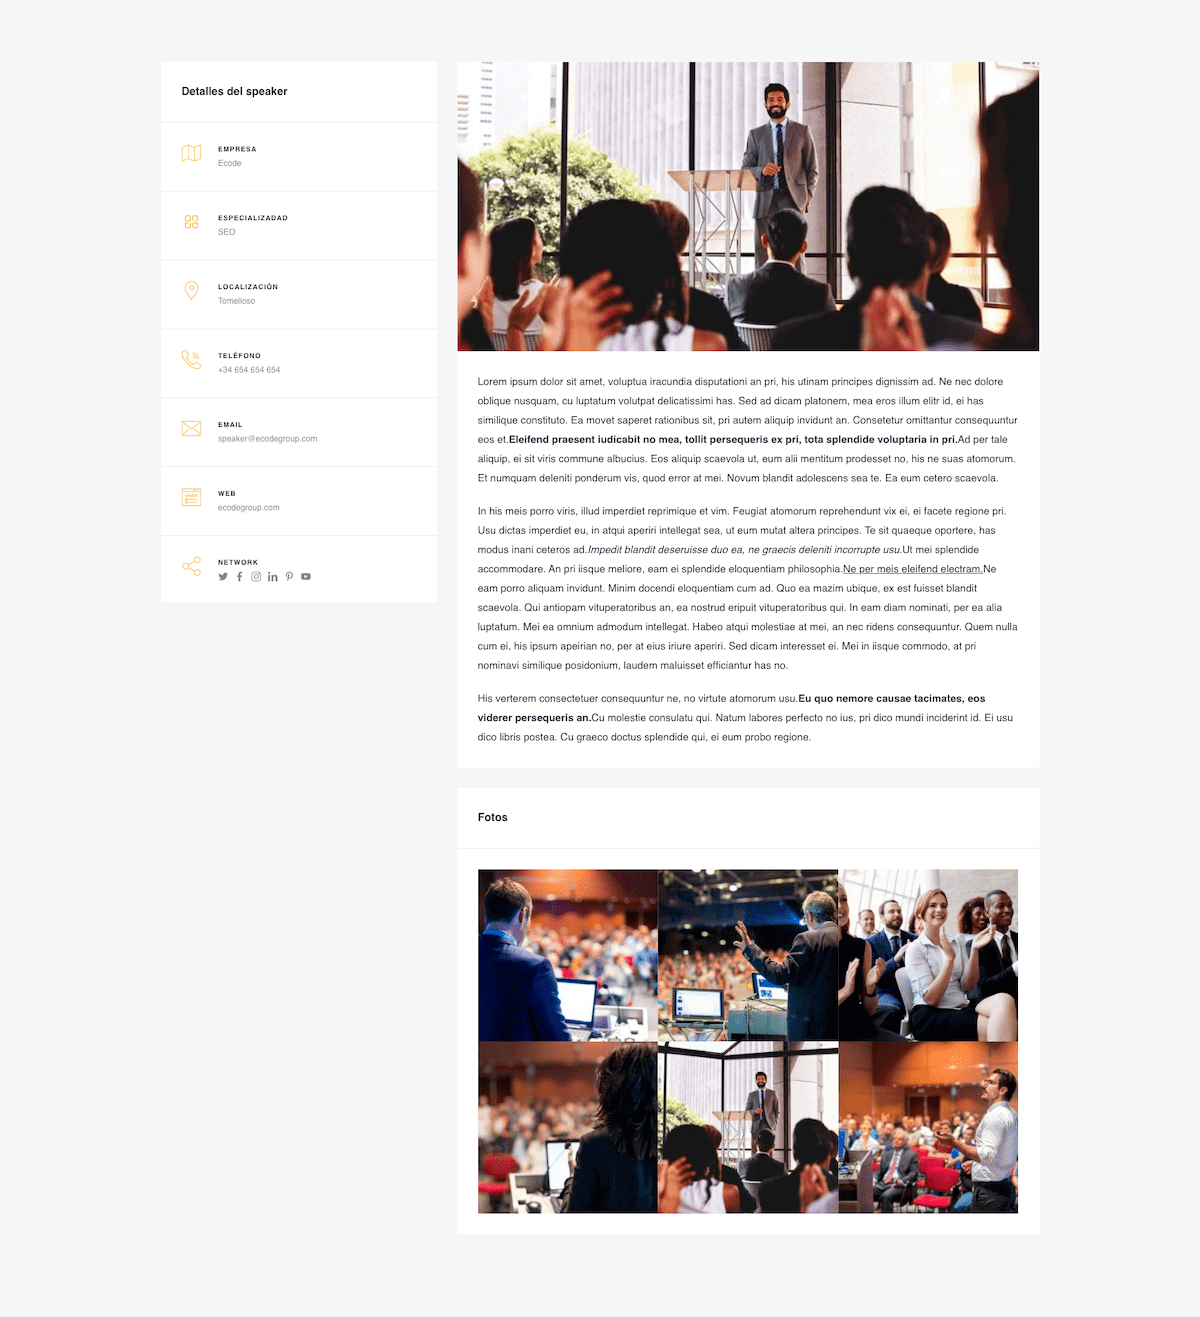 Detalles del speaker
EMPRESA
Ecode
ESPECIALIZADAD
SEO
LOCALIZACIÓN
Tomelloso
TELÉFONO
+34 654 654 654
EMAIL
speaker@ecodegroup.com
WEB
ecodegroup.com
NETWORK
Lorem ipsum dolor sit amet, voluptua iracundia disputationi an pri, his utinam principes dignissim ad. Ne nec dolore
oblique nusquam, cu luptatum volutpat delicatissimi has. Sed ad dicam platonem, mea eros illum elitr id, ei has
similique constituto. Ea movet saperet rationibus sit, pri autem aliquip invidunt an. Consetetur omittantur consequuntur
eos et.Eleifend praesent iudicabit no mea, tollit persequeris ex pri, tota splendide voluptaria in pri.Ad per tale
aliquip, ei sit viris commune albucius. Eos aliquip scaevola ut, eum alii mentitum prodesset no, his ne suas atomorum.
Et numquam deleniti ponderum vis, quod error at mei. Novum blandit adolescens sea te. Ea eum cetero scaevola.
In his meis porro viris, illud imperdiet reprimique et vim. Feugiat atomorum reprehendunt vix ei, ei facete regione pri.
Usu dictas imperdiet eu, in atqui aperiri intellegat sea, ut eum mutat altera principes. Te sit quaeque oportere, has
modus inani ceteros ad.Impedit blandit deseruisse duo ea, ne graecis deleniti incorrupte usu.Ut mei splendide
accommodare. An pri iisque meliore, eam ei splendide eloquentiam philosophia.Ne per meis eleifend electram.Ne
eam porro aliquam invidunt. Minim docendi eloquentiam cum ad. Quo ea mazim ubique, ex est fuisset blandit
scaevola. Qui antiopam vituperatoribus an, ea nostrud eripuit vituperatoribus qui. In eam diam nominati, per ea alia
luptatum. Mei ea omnium admodum intellegat. Habeo atqui molestiae at mei, an nec ridens consequuntur. Quem nulla
cum ei, his ipsum apeirian no, per at eius iriure aperiri. Sed dicam interesset ei. Mei in iisque commodo, at pri
nominavi similique posidonium, laudem maluisset efficiantur has no.
His verterem consectetuer consequuntur ne, no virtute atomorum usu.Eu quo nemore causae tacimates, eos
viderer persequeris an.Cu molestie consulatu qui. Natum labores perfecto no ius, pri dico mundi inciderint id. Ei usu
dico libris postea. Cu graeco doctus splendide qui, ei eum probo regione.
Fotos